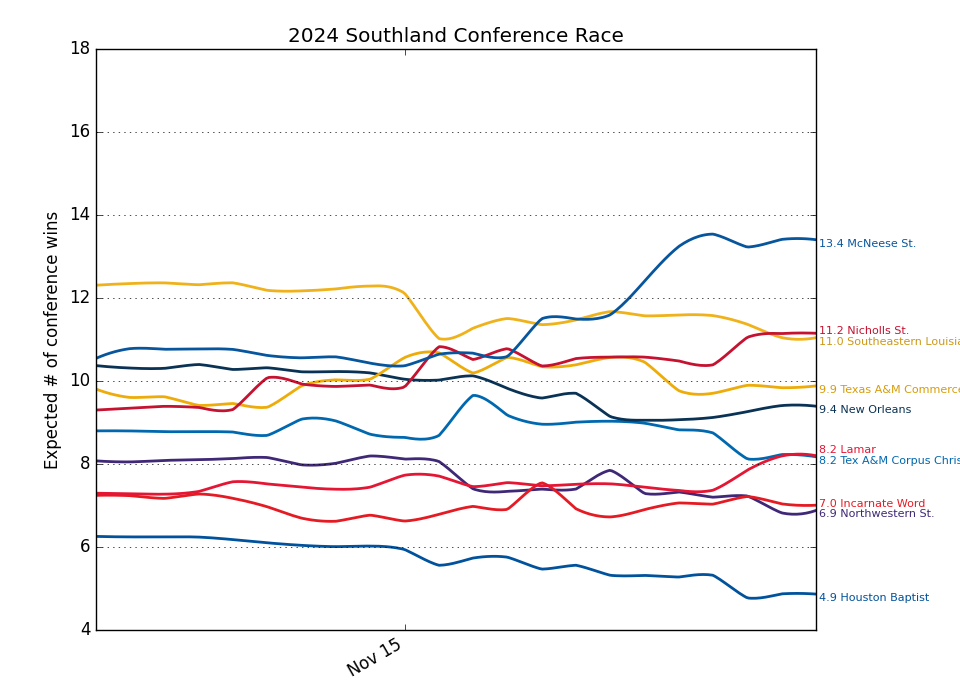 2024 Southland Conference Race
18
16
14
12
10
8
6
4
Expected # of conference wins
Nov 15
13.4 McNeese St.
11.2 Nicholls St.
11.0 Southeastern Louisia
9.9 Texas A&M Commerc
9.4 New Orleans
8.2 Lamar
8.2 Tex A&M Corpus Chris
7.0 Incarnate Word
6.9 Northwestern St.
4.9 Houston Baptist